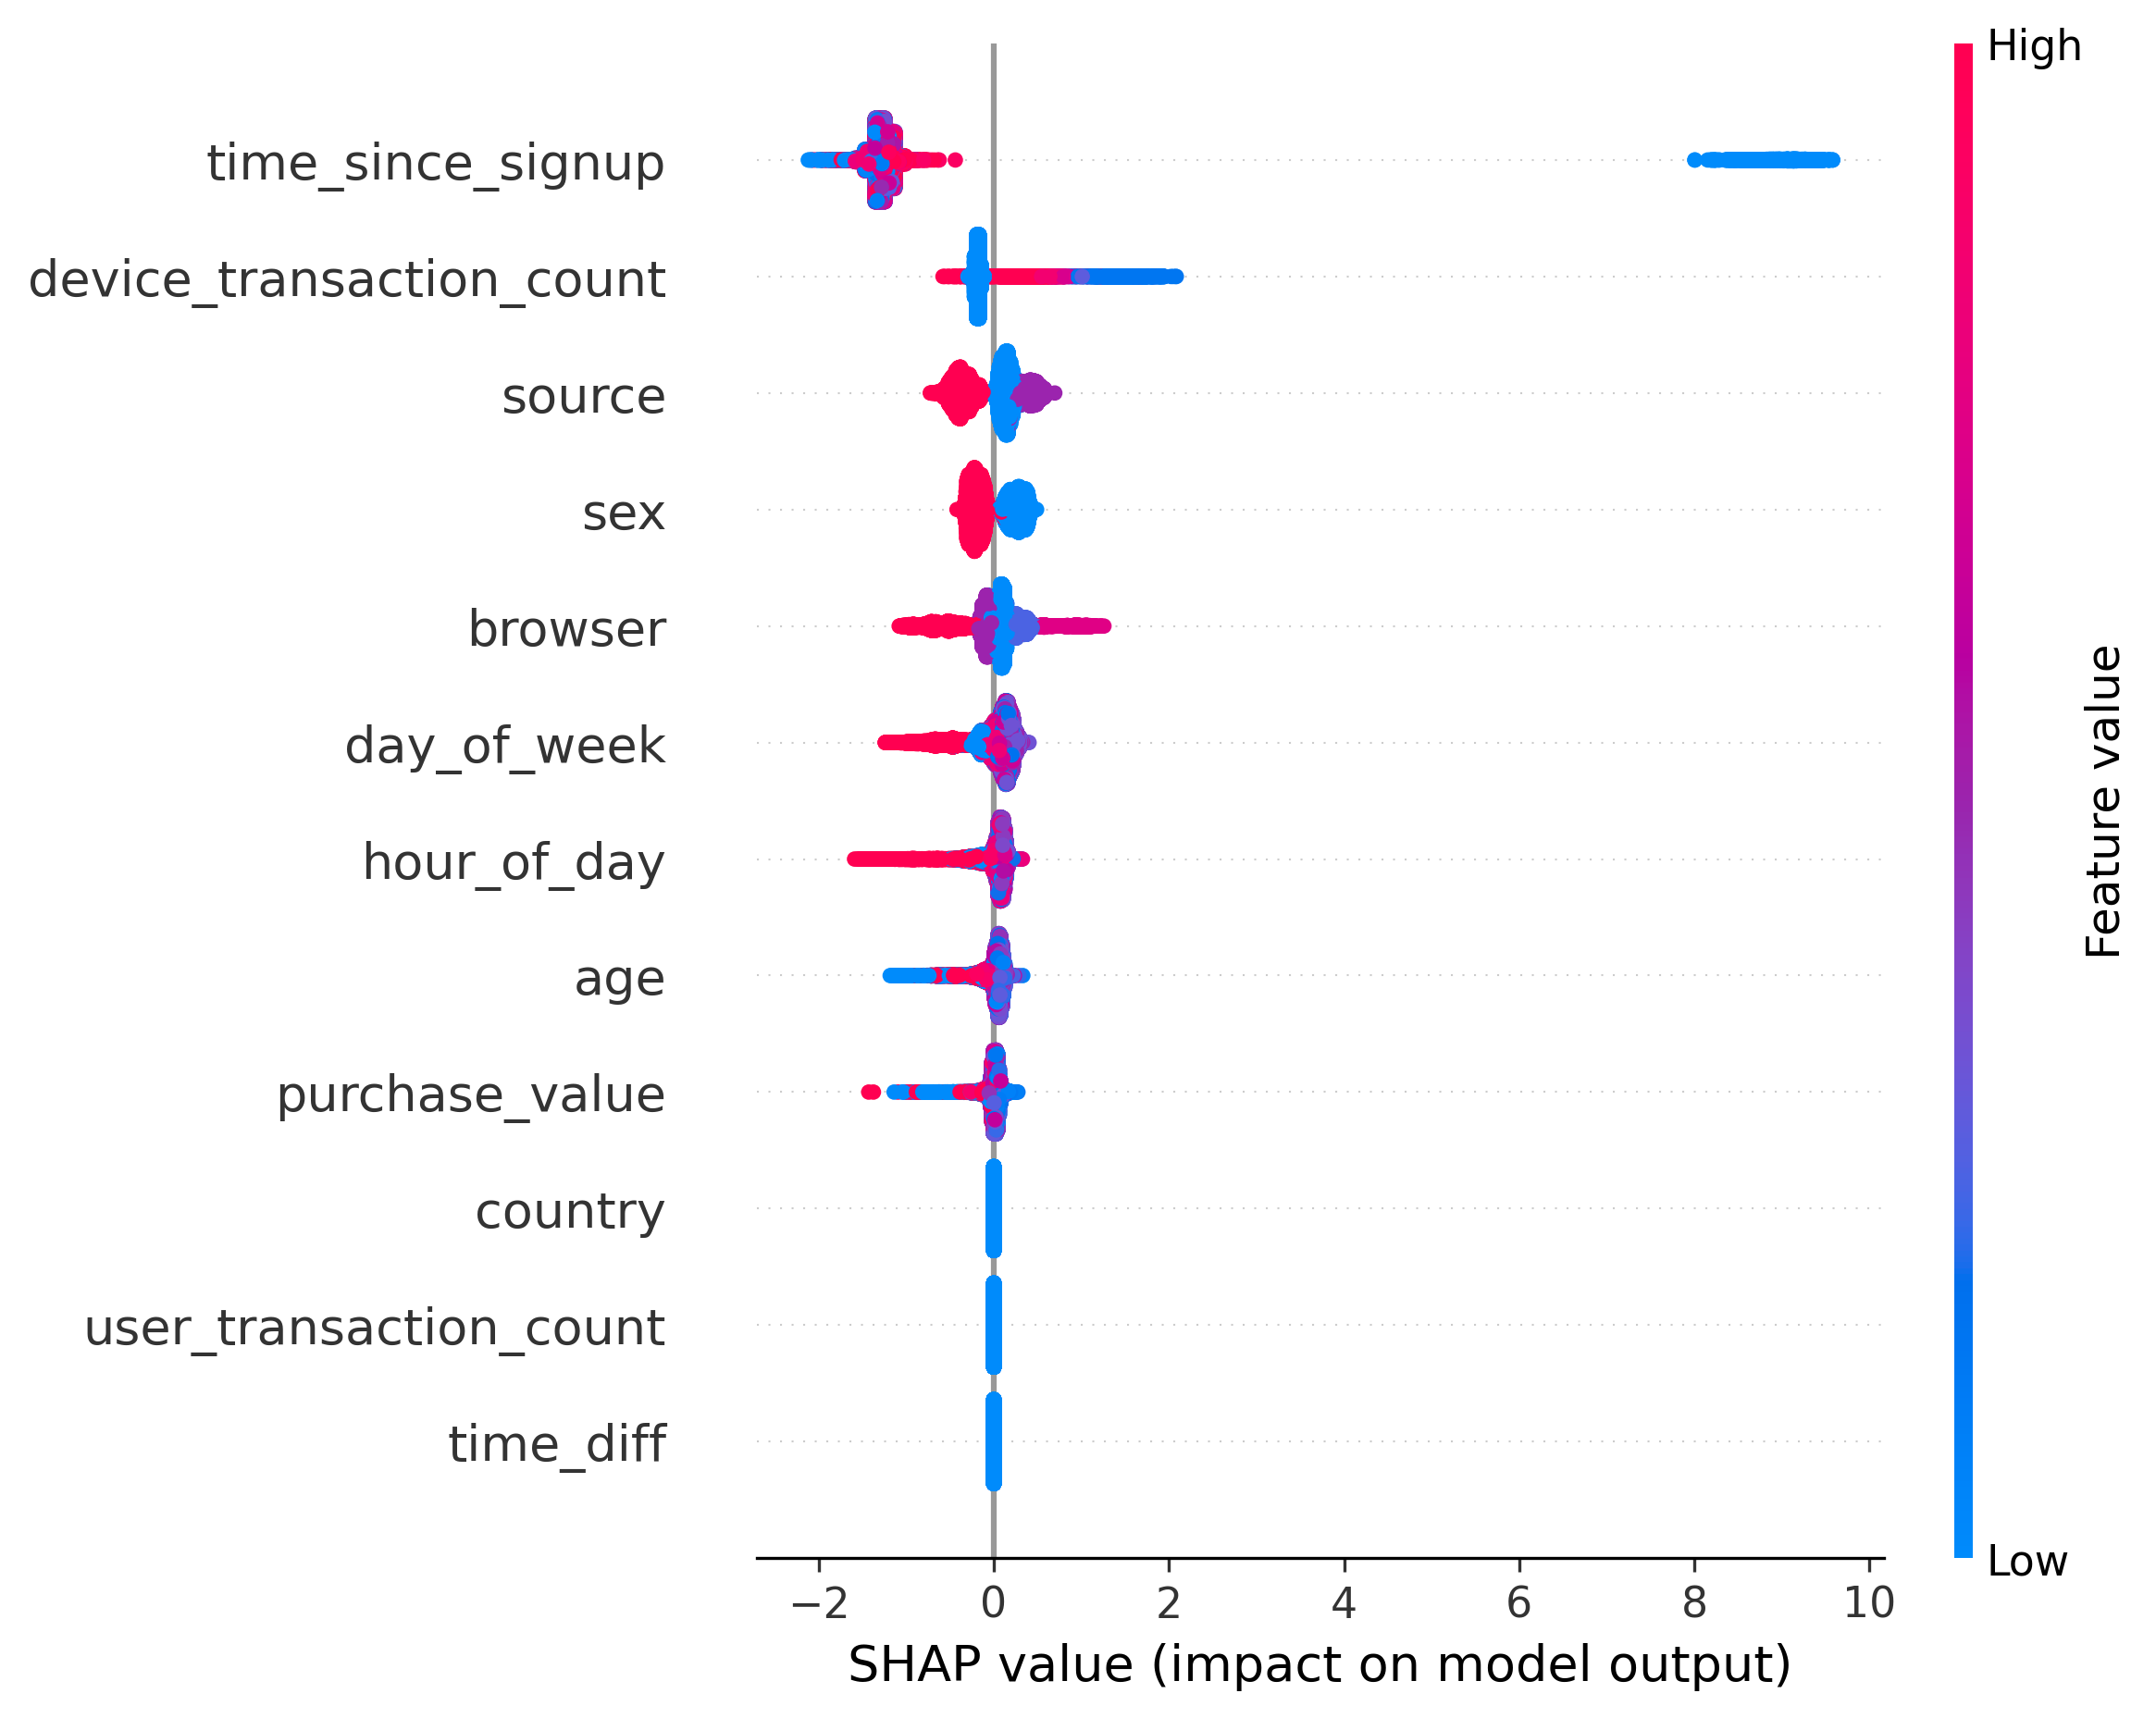 High
time_since_signup
device_transaction_count
source
sex
browser
day_of_week
hour_of_day
age
purchase_value
country
user_transaction_count
time_diff
Low
Feature value
−2 0 2 4 6 8 10
SHAP value (impact on model output)